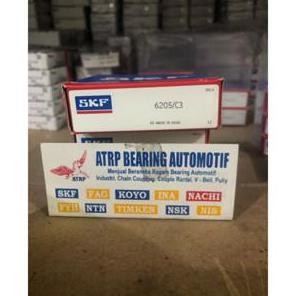 SKF
6205/C3
ATRP BEARING AUTOMOTIF
Menjual Beraneka Ragam Bearing Automotif
Industri, Chain Coupling, Couple Rantai, V - Belt, Pully
ATRP
SKF FAG KOYO INA NACHI
FYH NTN TIMKEN NSK NIS